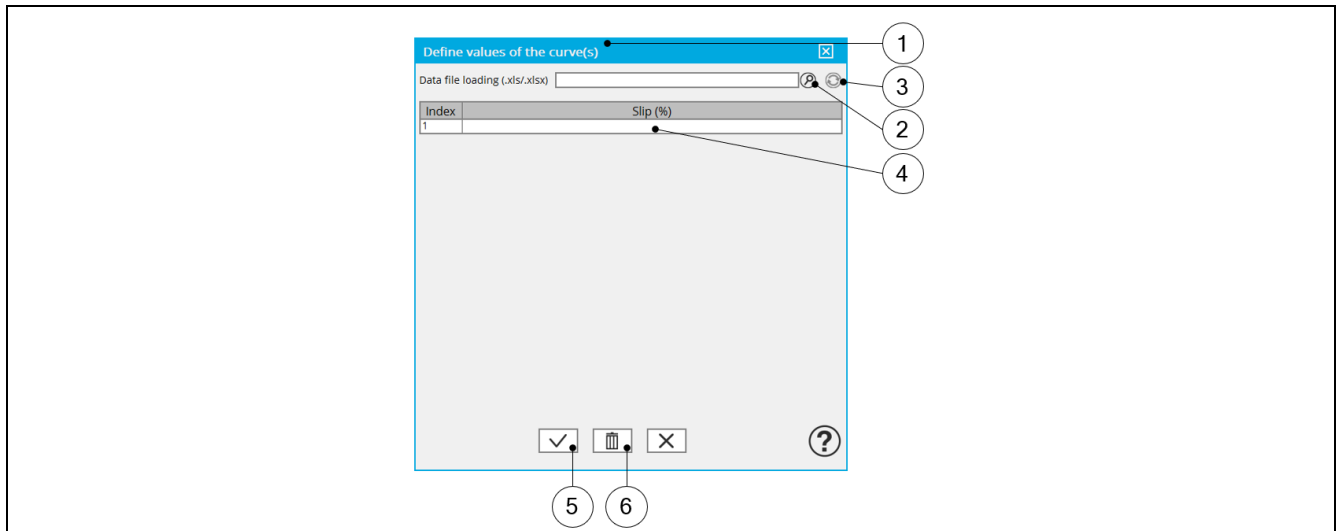 Define values of the curve(s)
1
Data file loading (.xls/.xlsx)
3
Index Slip (%)
2
1
4
?
5 6